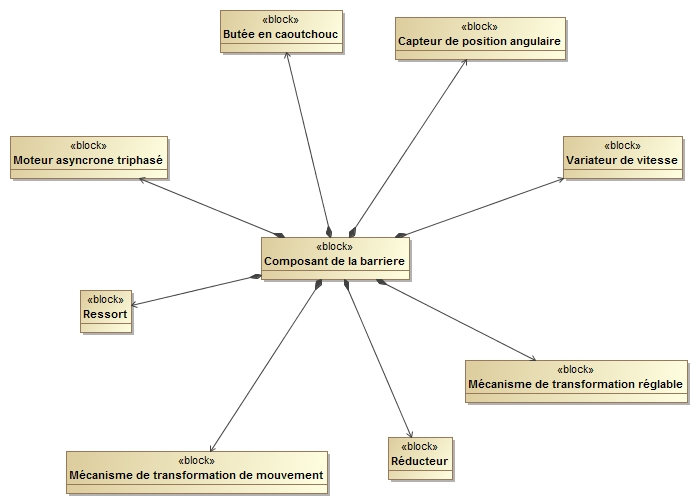 «block»
Butée en caoutchouc
«block»
Capteur de position angulaire
«block»
Moteur asyncrone triphasé
«block»
Variateur de vitesse
«block»
Composant de la barriere
«block»
Ressort
«block»
Mécanisme de transformation réglable
«block»
Réducteur
«block»
Mécanisme de transformation de mouvement